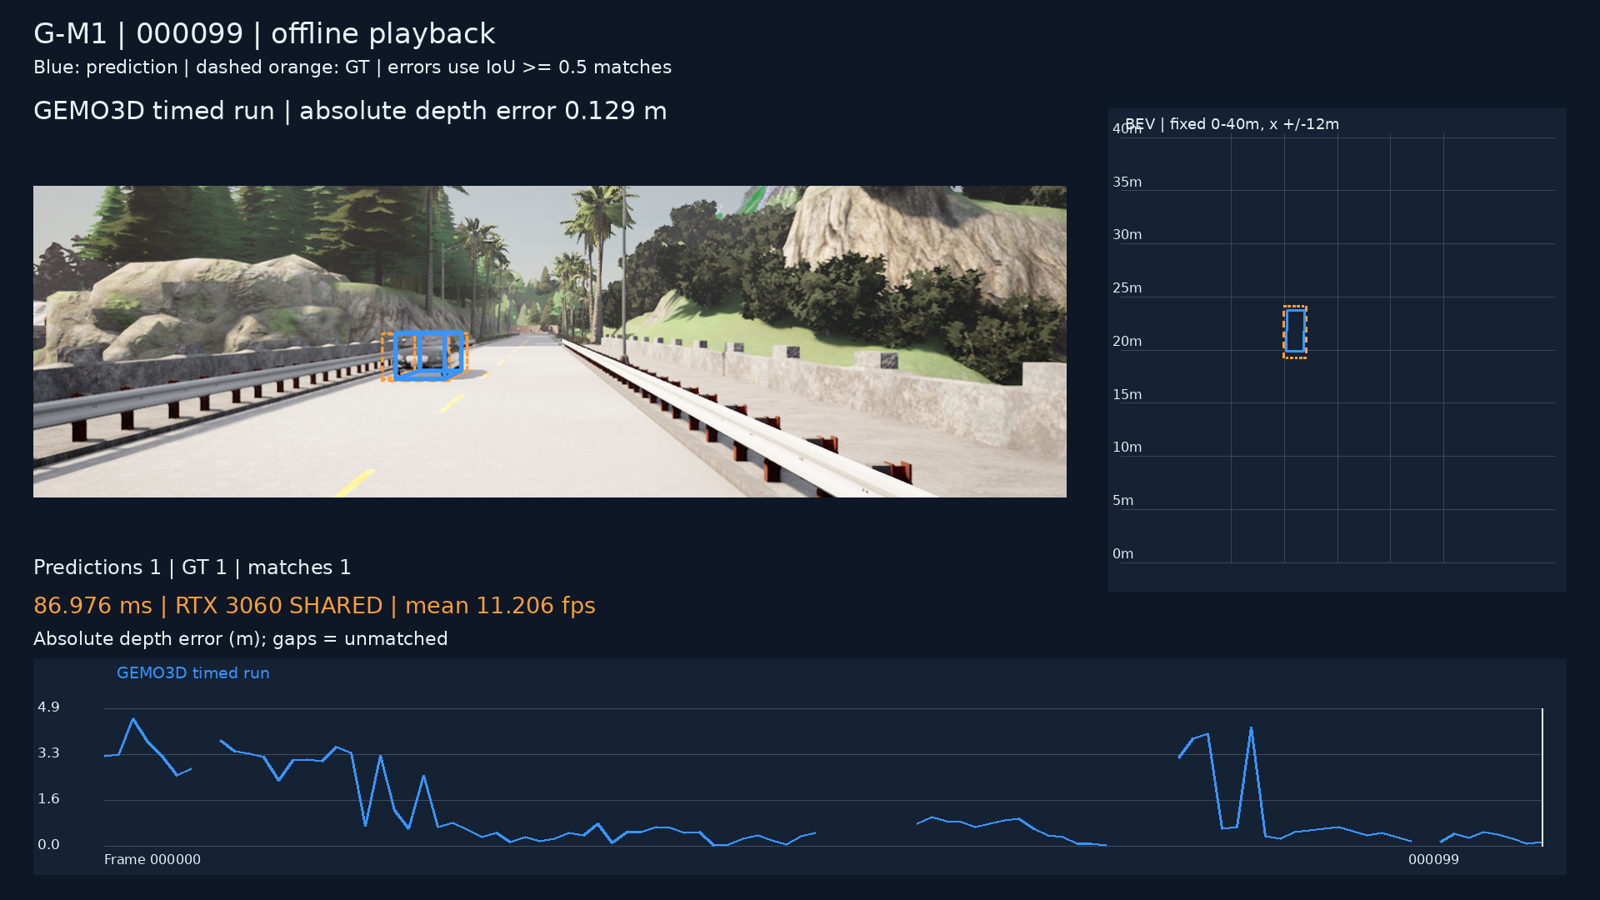 G-M1 | 000099 | offline playback
Blue: prediction | dashed orange: GT | errors use IoU >= 0.5 matches
GEMO3D timed run | absolute depth error 0.129 m
BEV | fixed 0-40m, x +/-12m
40m
35m
30m
25m
20m
15m
10m
5m
0m
Predictions 1 | GT 1 | matches 1
86.976 ms | RTX 3060 SHARED | mean 11.206 fps
Absolute depth error (m); gaps = unmatched
GEMO3D timed run
4.9
3.3
1.6
0.0
Frame 000000
000099